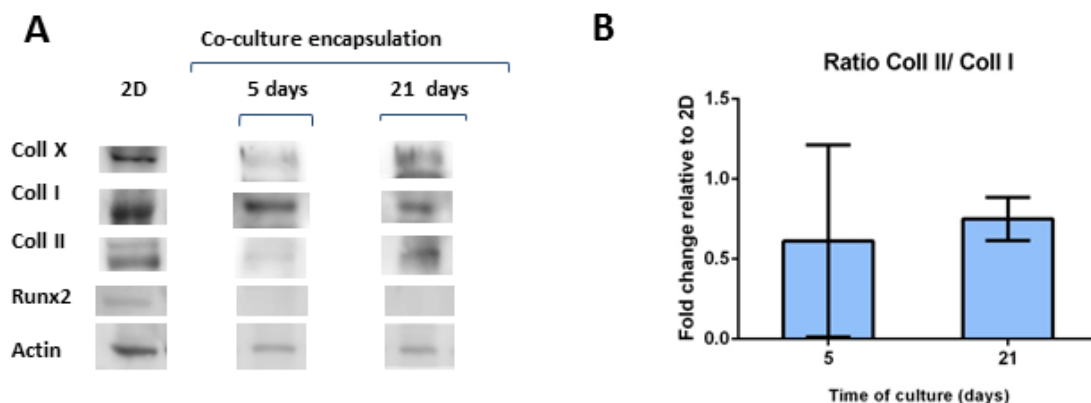 A
Co-culture encapsulation
2D
5 days
21 days
Coll X
Coll I
Coll II
Runx2
Actin
B
Ratio Coll II/ Coll I
Fold change relative to 2D
1.5
1.0
0.5
0.0
5
21
Time of culture (days)